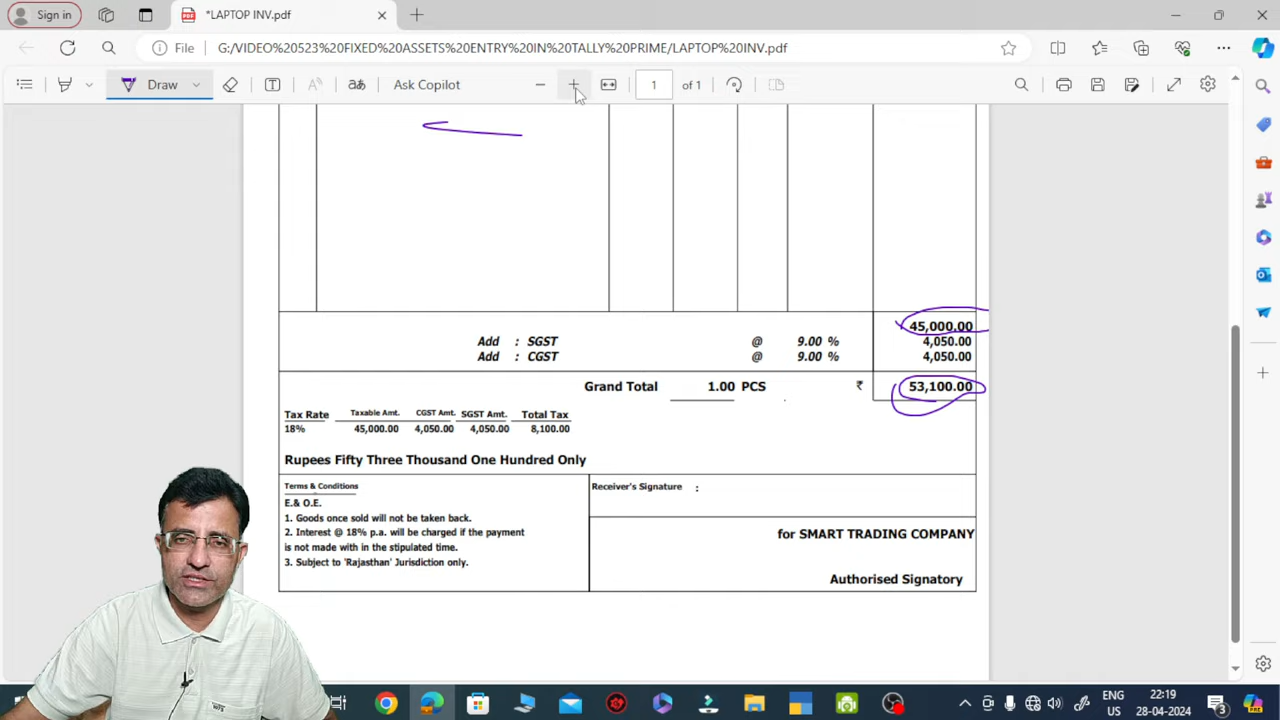 Sign in
*LAPTOP INV.pdf
File
G:/VIDEO%20523%20FIXED%20ASSETS%20ENTRY%20IN%20TALLY%20PRIME/LAPTOP%20INV.pdf
Draw
Ask Copilot
1
of 1
45,000.00
Add : SGST @ 9.00 % 4,050.00
Add : CGST @ 9.00 % 4,050.00
Grand Total 1.00 PCS ₹ 53,100.00
Tax Rate Taxable Amt. CGST Amt. SGST Amt. Total Tax
18% 45,000.00 4,050.00 4,050.00 8,100.00
Rupees Fifty Three Thousand One Hundred Only
Terms & Conditions
E.& O.E.
1. Goods once sold will not be taken back.
2. Interest @ 18% p.a. will be charged if the payment
is not made with in the stipulated time.
3. Subject to 'Rajasthan' Jurisdiction only.
Receiver's Signature :
for SMART TRADING COMPANY
Authorised Signatory
ENG
US
22:19
28-04-2024
3